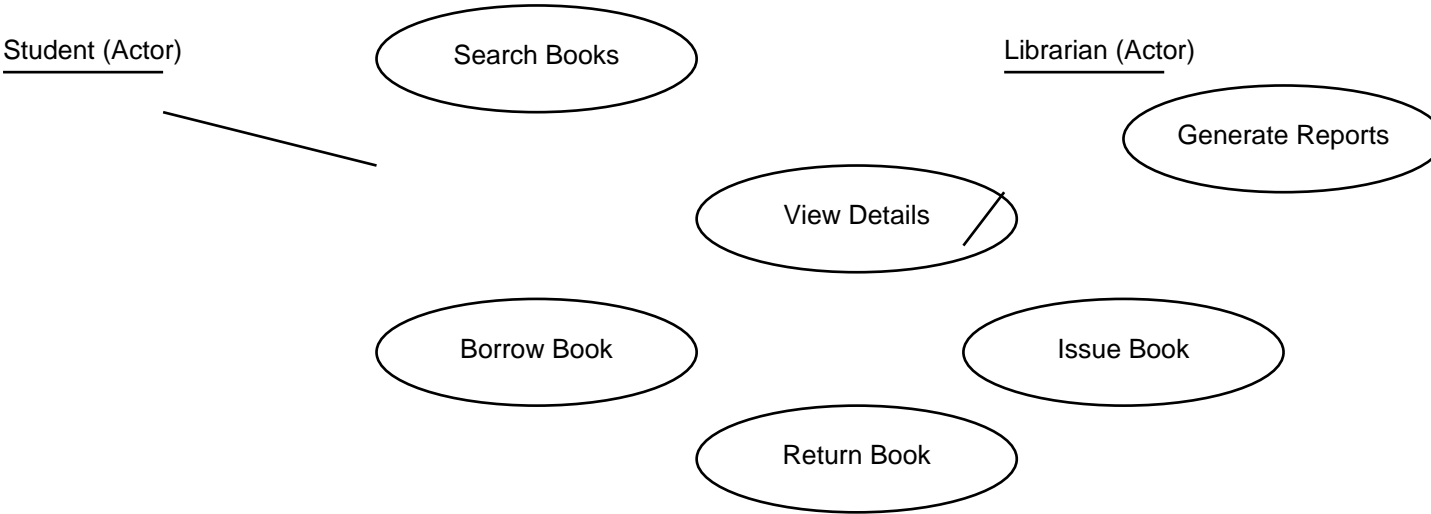 Student (Actor)
Search Books
Librarian (Actor)
Generate Reports
View Details
Borrow Book
Issue Book
Return Book